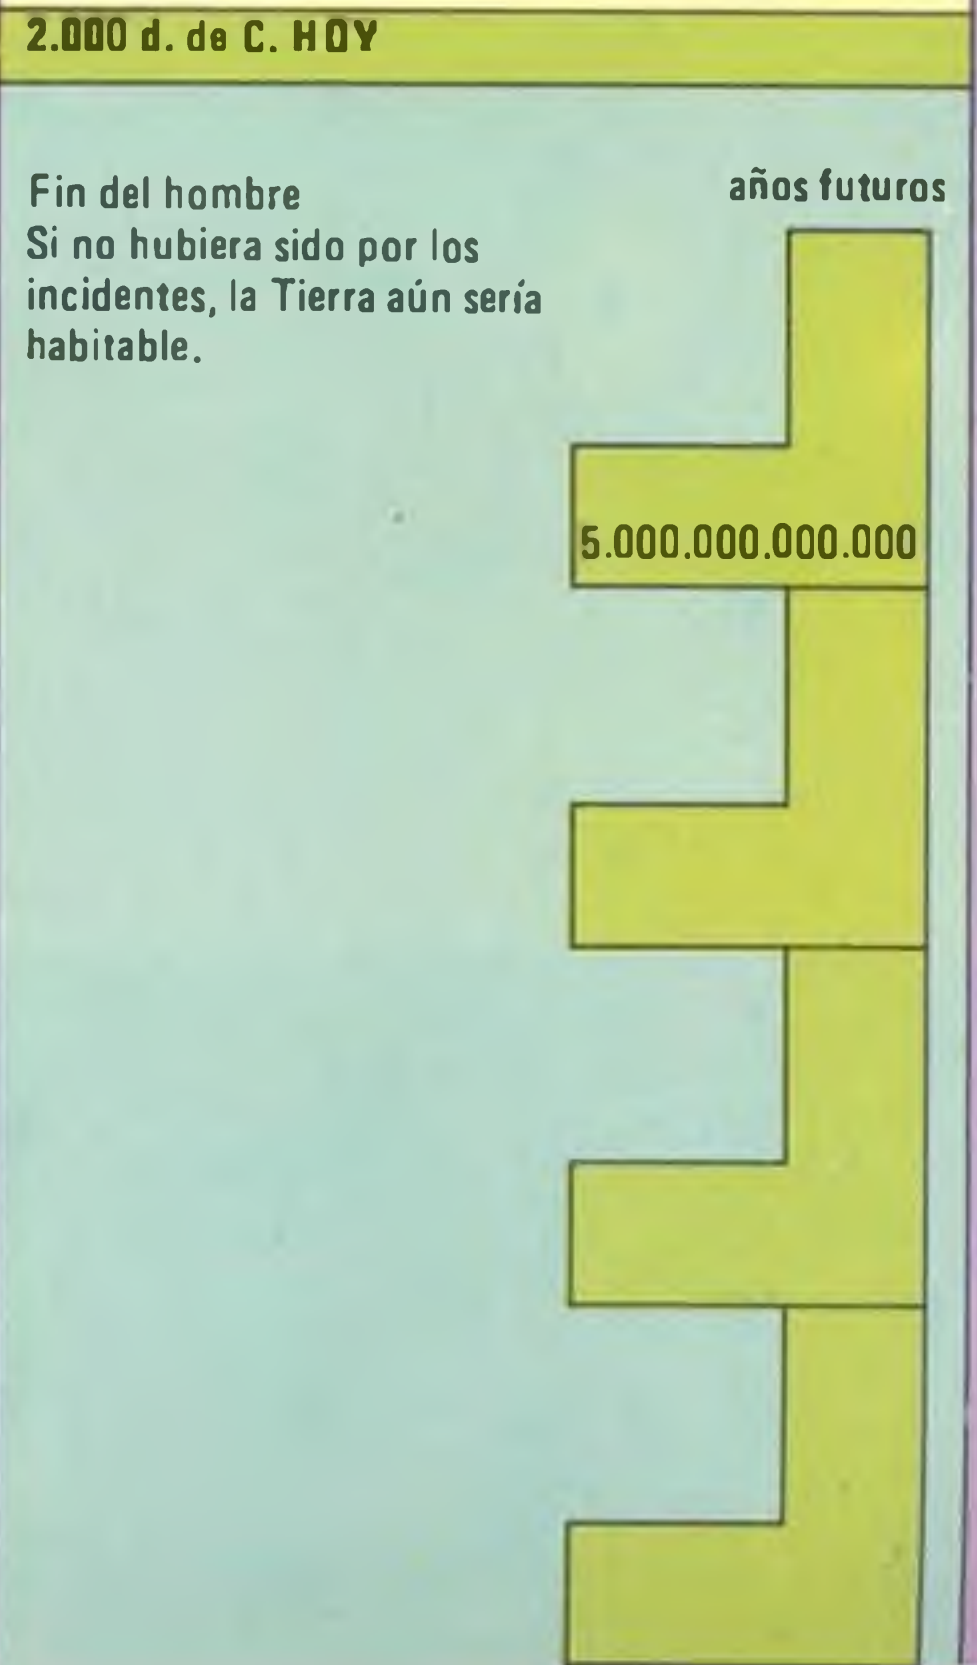 2.000 d. de C. HOY
Fin del hombre
Si no hubiera sido por los
incidentes, la Tierra aún sería
habitable.
años futuros
5.000.000.000.000